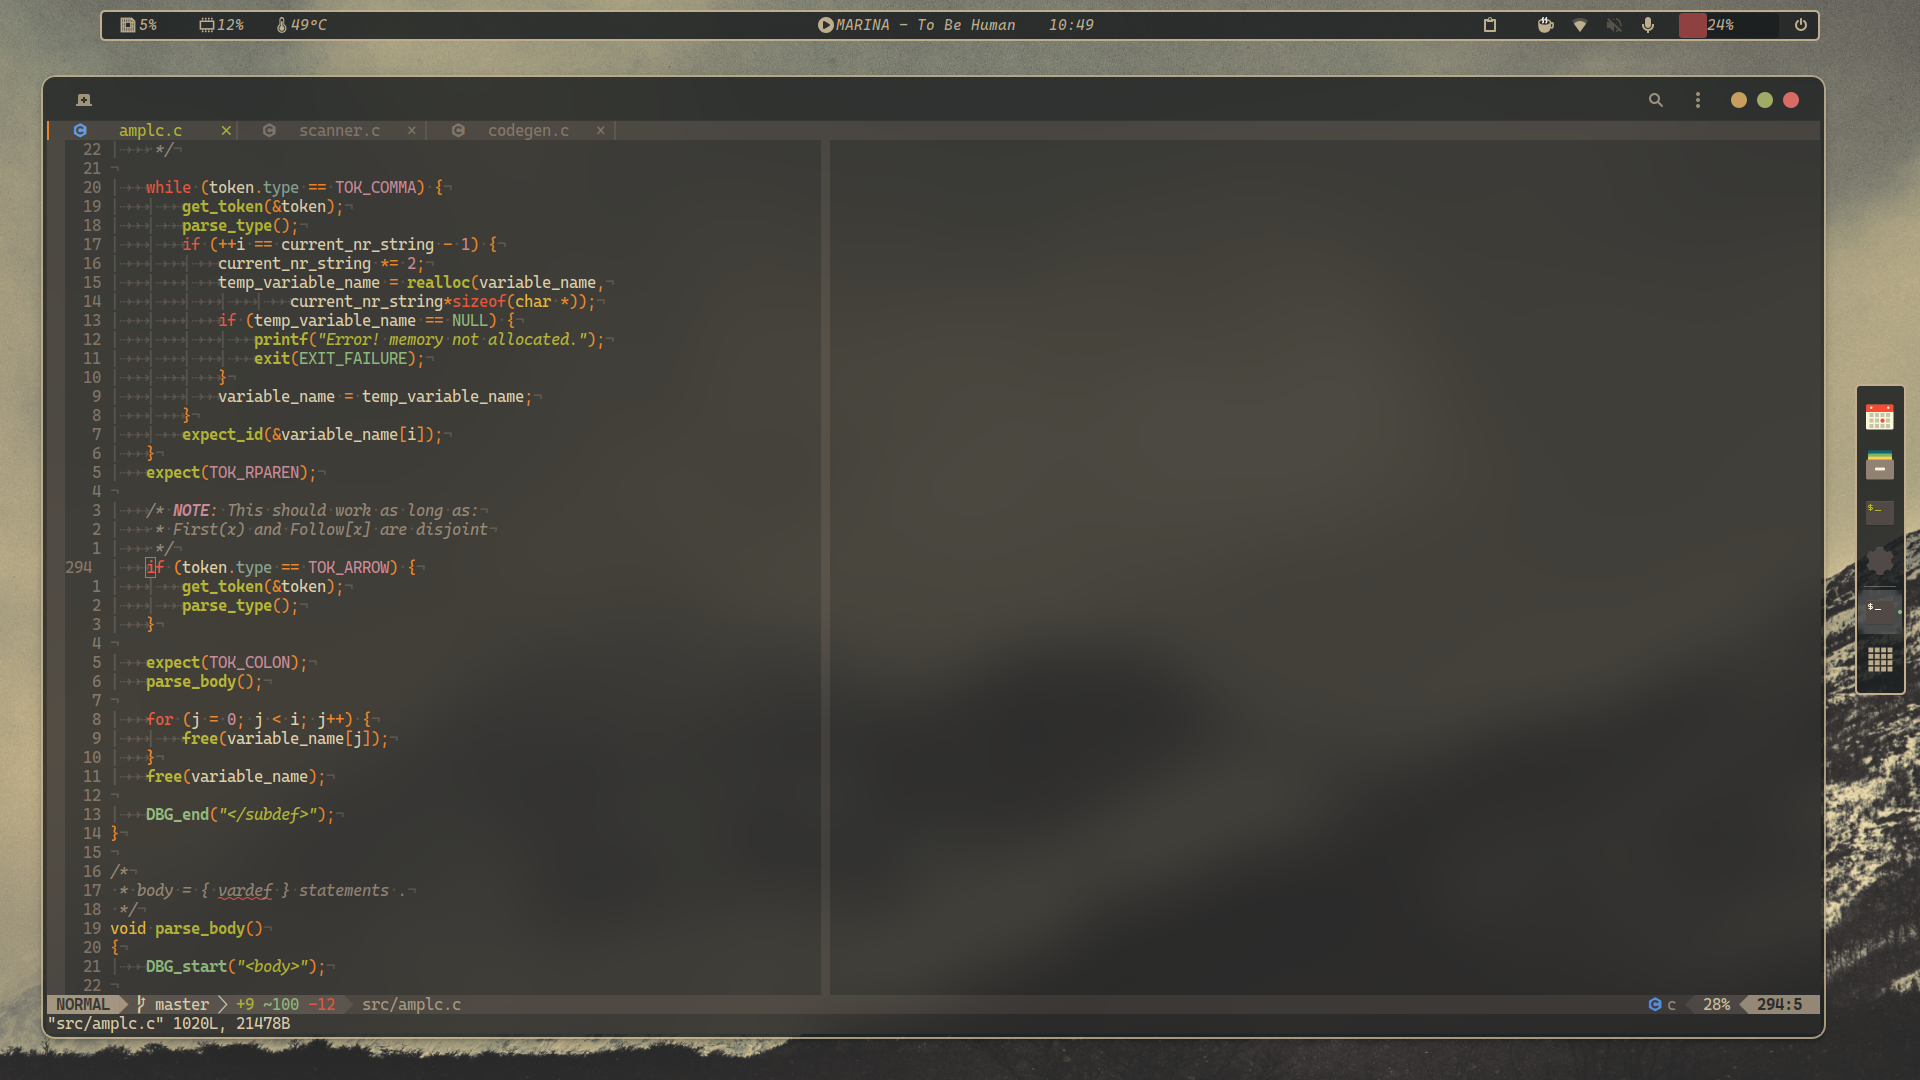 5% 12% 49°C MARINA - To Be Human 10:49 24%
amplc.c × scanner.c × codegen.c ×
22 */
21
20 while (token.type == TOK_COMMA) {
19 get_token(&token);
18 parse_type();
17 if (++i == current_nr_string - 1) {
16 current_nr_string *= 2;
15 temp_variable_name = realloc(variable_name,
14 current_nr_string*sizeof(char *));
13 if (temp_variable_name == NULL) {
12 printf("Error! memory not allocated.");
11 exit(EXIT_FAILURE);
10 }
9 variable_name = temp_variable_name;
8 }
7 expect_id(&variable_name[i]);
6 }
5 expect(TOK_RPAREN);
4
3 /* NOTE: This should work as long as:
2 * First(x) and Follow[x] are disjoint
1 */
294 if (token.type == TOK_ARROW) {
1 get_token(&token);
2 parse_type();
3 }
4
5 expect(TOK_COLON);
6 parse_body();
7
8 for (j = 0; j < i; j++) {
9 free(variable_name[j]);
10 }
11 free(variable_name);
12
13 DBG_end("</subdef>");
14 }
15
16 /*
17 * body = { vardef } statements .
18 */
19 void parse_body()
20 {
21 DBG_start("<body>");
22
NORMAL master +9 ~100 -12 src/amplc.c c 28% 294:5
"src/amplc.c" 1020L, 21478B
$_
$_